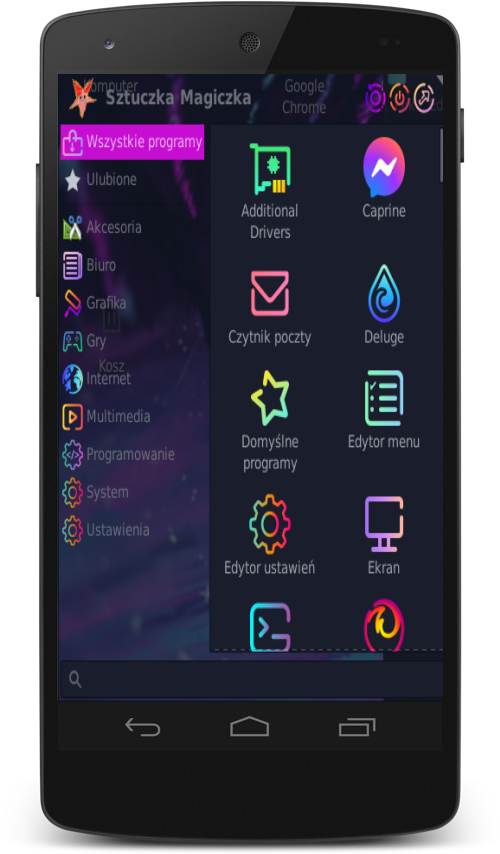 Komputer
Google
Chrome
Sztuczka Magiczka
Wszystkie programy
Ulubione
Akcesoria
Biuro
Grafika
Gry
Kosz
Internet
Multimedia
Programowanie
System
Ustawienia
Additional
Drivers
Caprine
Czytnik poczty
Deluge
Domyślne
programy
Edytor menu
Edytor ustawień
Ekran